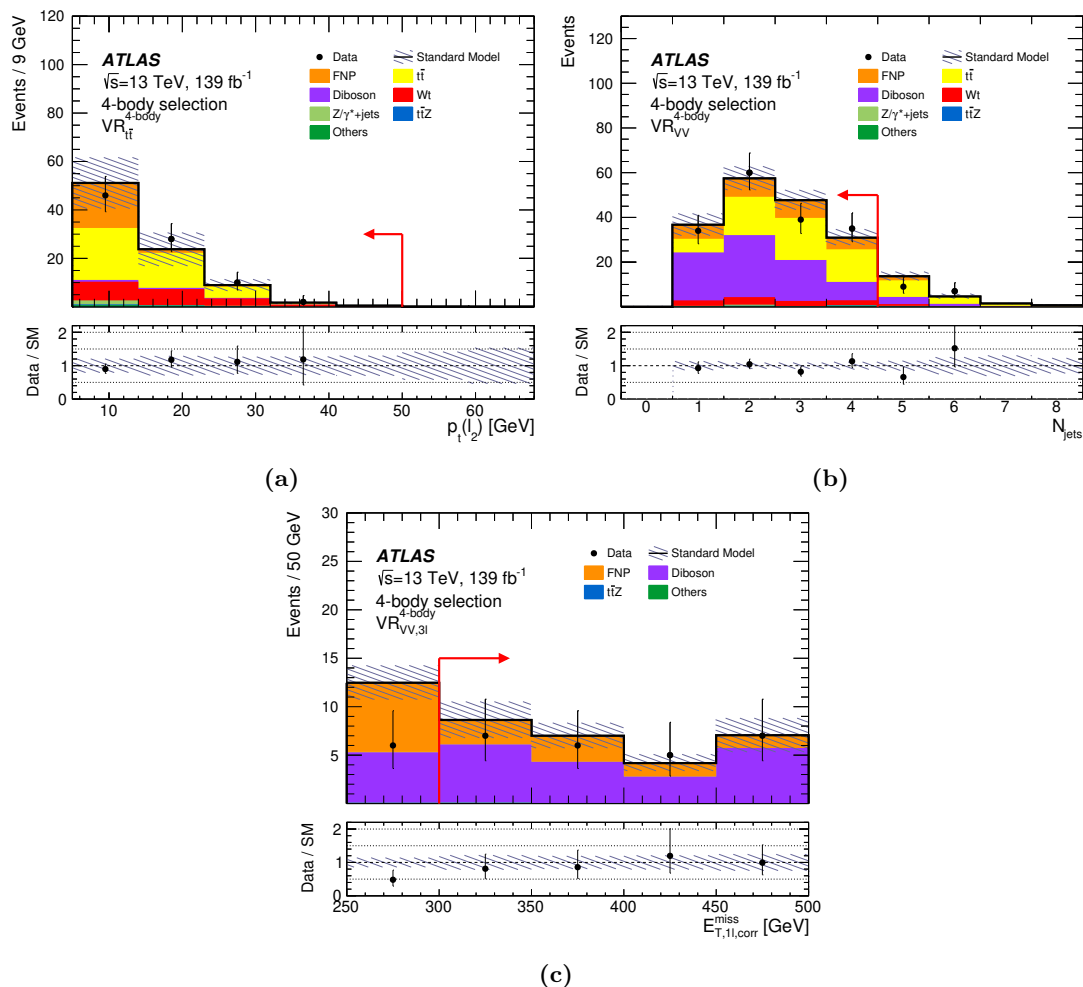 Events / 9 GeV
120
100
80
60
40
20
ATLAS
√s=13 TeV, 139 fb⁻¹
4-body selection
VR_{tt̄}^{4-body}
Data
Standard Model
FNP
tt̄
Diboson
Wt
Z/γ*+jets
tt̄Z
Others
Data / SM
2
1
0
10 20 30 40 50 60
p_t(l_2) [GeV]
(a)
Events
120
100
80
60
40
20
ATLAS
√s=13 TeV, 139 fb⁻¹
4-body selection
VR_{VV}^{4-body}
Data
Standard Model
FNP
tt̄
Diboson
Wt
Z/γ*+jets
tt̄Z
Others
Data / SM
2
1
0
0 1 2 3 4 5 6 7 8
N_{jets}
(b)
Events / 50 GeV
30
25
20
15
10
5
ATLAS
√s=13 TeV, 139 fb⁻¹
4-body selection
VR_{VV,3l}^{4-body}
Data
Standard Model
FNP
Diboson
tt̄Z
Others
Data / SM
2
1
0
250 300 350 400 450 500
E_{T,1l,corr}^{miss} [GeV]
(c)